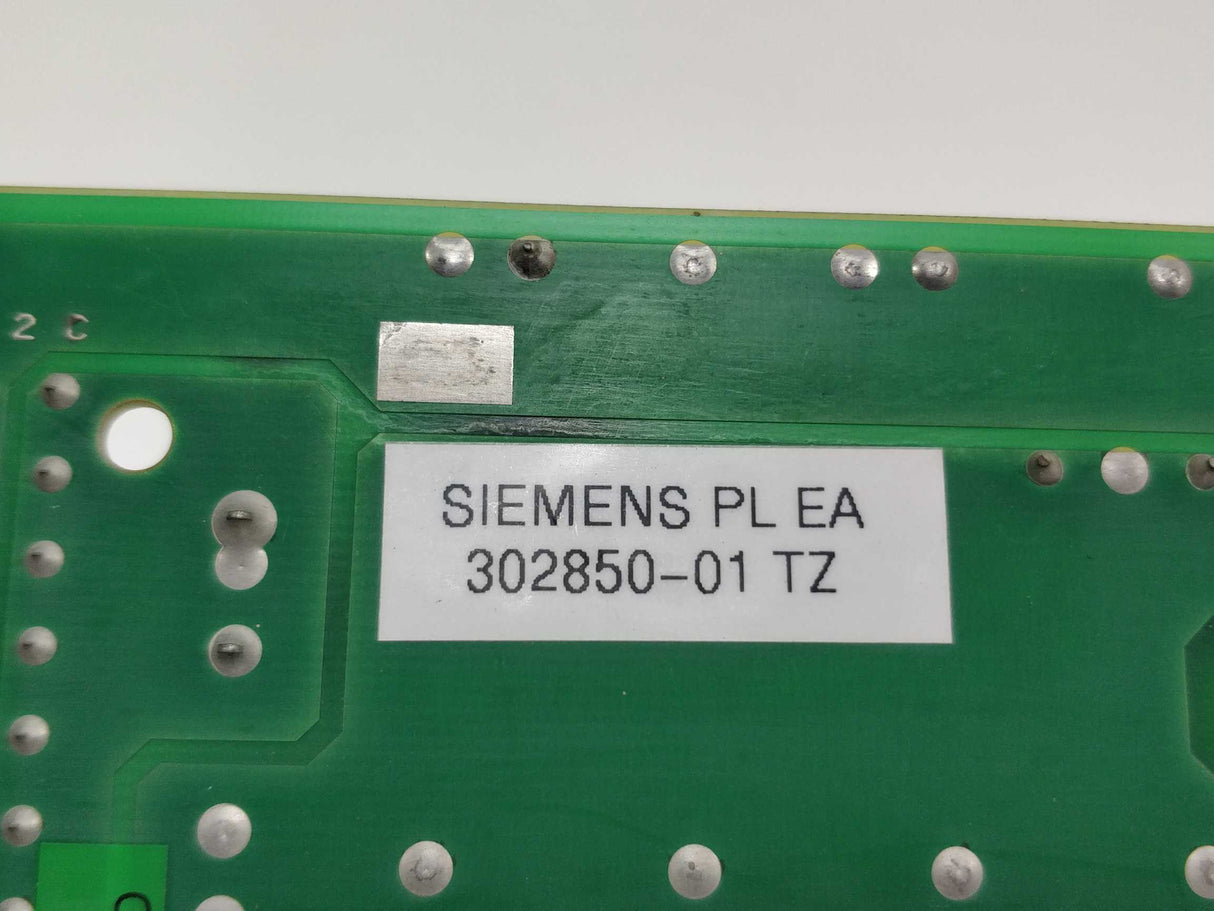 2 C
SIEMENS PL EA
302850-01 TZ